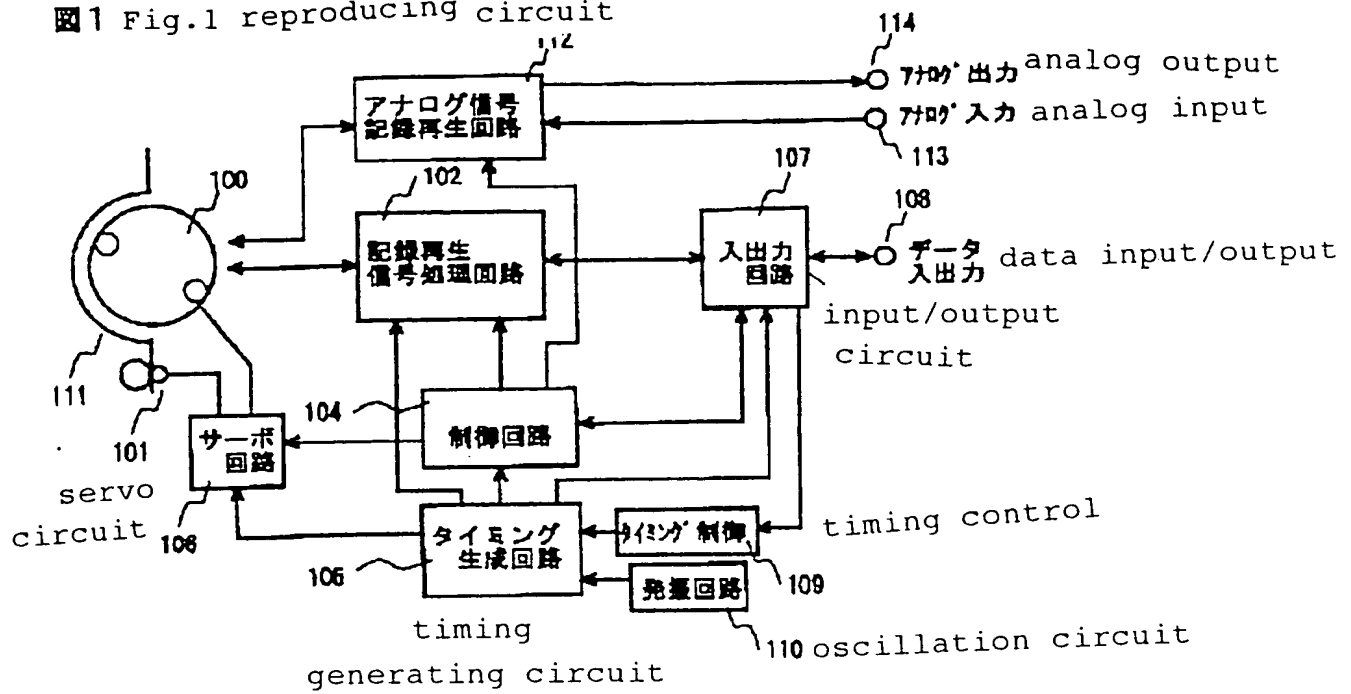 図1 Fig.1 reproducing circuit
112
114
アナログ出力 analog output
アナログ信号
記録再生回路
アナログ入力 analog input
113
100
102
107
108
記録再生
信号処理回路
入出力
回路
データ
入出力
data input/output
input/output
circuit
111
101
104
制御回路
サーボ
回路
servo
circuit
106
タイミング
生成回路
105
タイミング制御
timing control
109
発振回路
110 oscillation circuit
timing
generating circuit